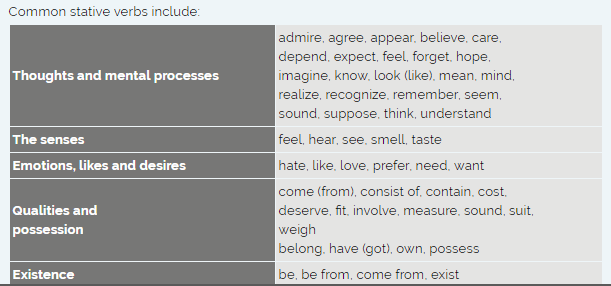 Common stative verbs include:
Thoughts and mental processes
admire, agree, appear, believe, care,
depend, expect, feel, forget, hope,
imagine, know, look (like), mean, mind,
realize, recognize, remember, seem,
sound, suppose, think, understand
The senses
feel, hear, see, smell, taste
Emotions, likes and desires
hate, like, love, prefer, need, want
Qualities and
possession
come (from), consist of, contain, cost,
deserve, fit, involve, measure, sound, suit,
weigh
belong, have (got), own, possess
Existence
be, be from, come from, exist